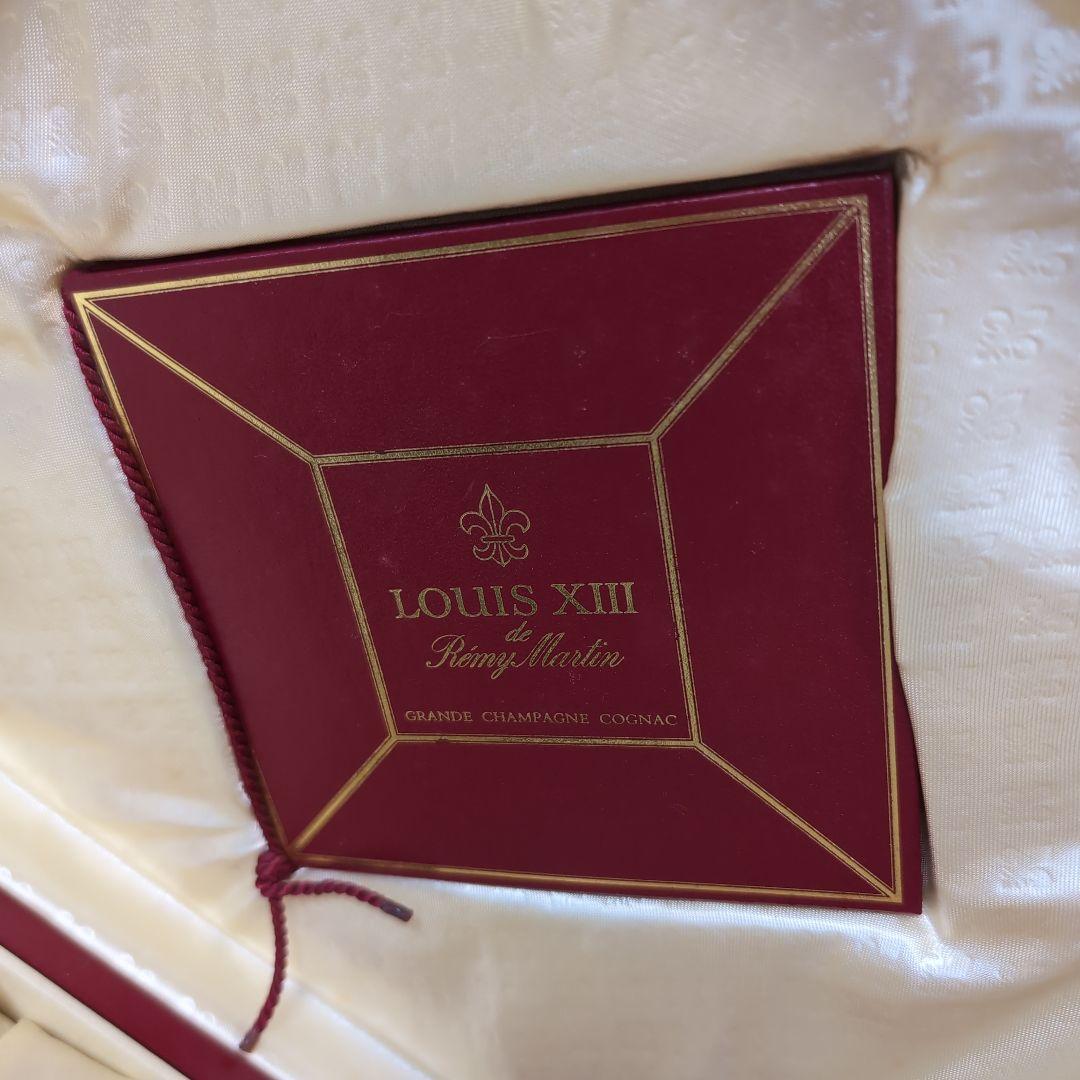 LOUIS XIII
de
Rémy Martin
GRANDE CHAMPAGNE COGNAC